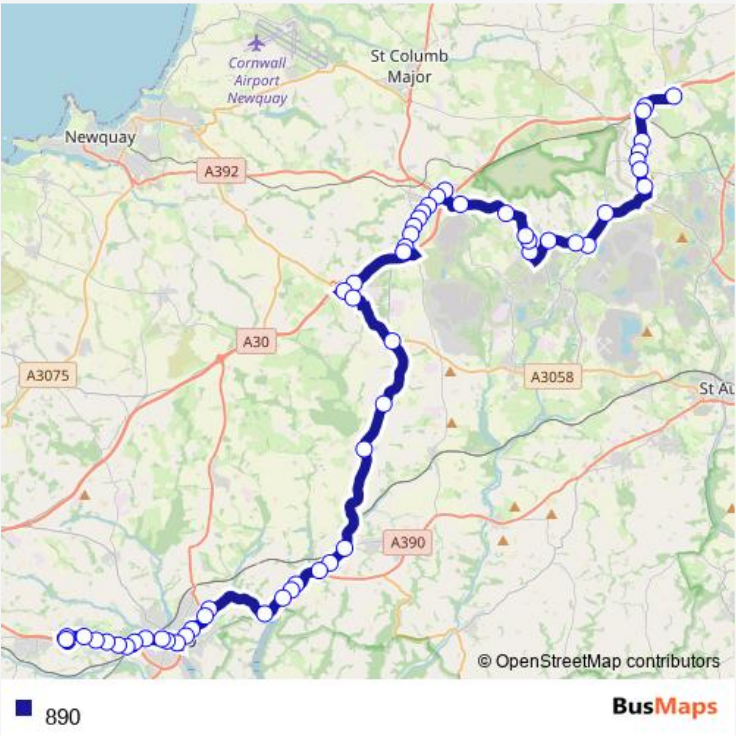 St Columb
Major
Cornwall
Airport
Newquay
Newquay
A392
A30
A3075
A3058
St Au
A390
© OpenStreetMap contributors
890
BusMaps